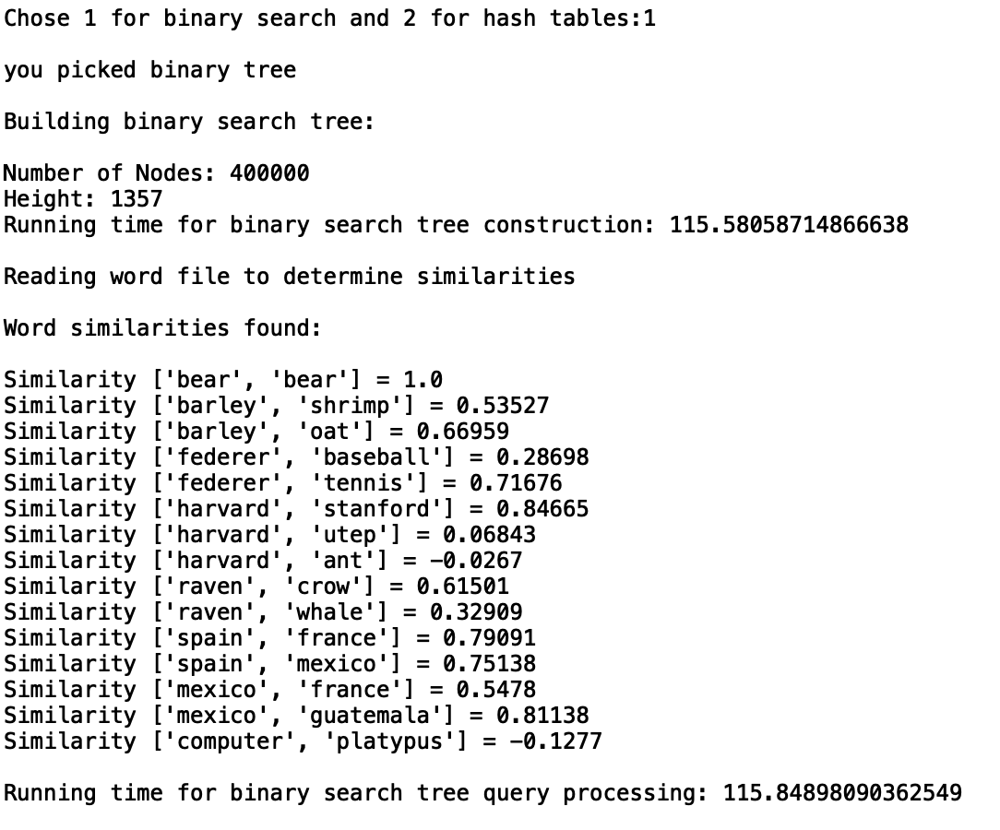 Chose 1 for binary search and 2 for hash tables:1
you picked binary tree
Building binary search tree:
Number of Nodes: 400000
Height: 1357
Running time for binary search tree construction: 115.58058714866638
Reading word file to determine similarities
Word similarities found:
Similarity ['bear', 'bear'] = 1.0
Similarity ['barley', 'shrimp'] = 0.53527
Similarity ['barley', 'oat'] = 0.66959
Similarity ['federer', 'baseball'] = 0.28698
Similarity ['federer', 'tennis'] = 0.71676
Similarity ['harvard', 'stanford'] = 0.84665
Similarity ['harvard', 'utep'] = 0.06843
Similarity ['harvard', 'ant'] = -0.0267
Similarity ['raven', 'crow'] = 0.61501
Similarity ['raven', 'whale'] = 0.32909
Similarity ['spain', 'france'] = 0.79091
Similarity ['spain', 'mexico'] = 0.75138
Similarity ['mexico', 'france'] = 0.5478
Similarity ['mexico', 'guatemala'] = 0.81138
Similarity ['computer', 'platypus'] = -0.1277
Running time for binary search tree query processing: 115.84898090362549